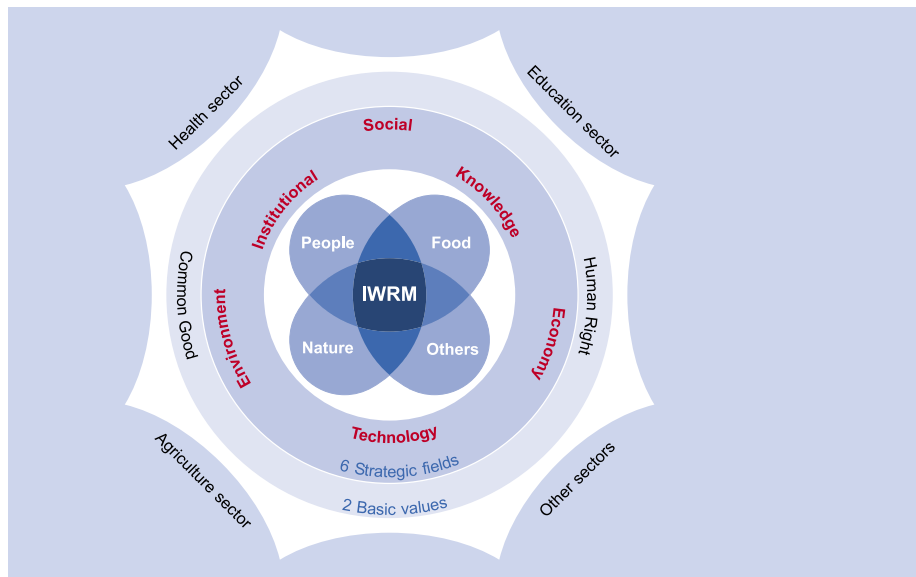 Health sector
Education sector
Social
Institutional
Knowledge
People
Food
IWRM
Common Good
Human Right
Environment
Economy
Nature
Others
Technology
6 Strategic fields
2 Basic values
Agriculture sector
Other sectors